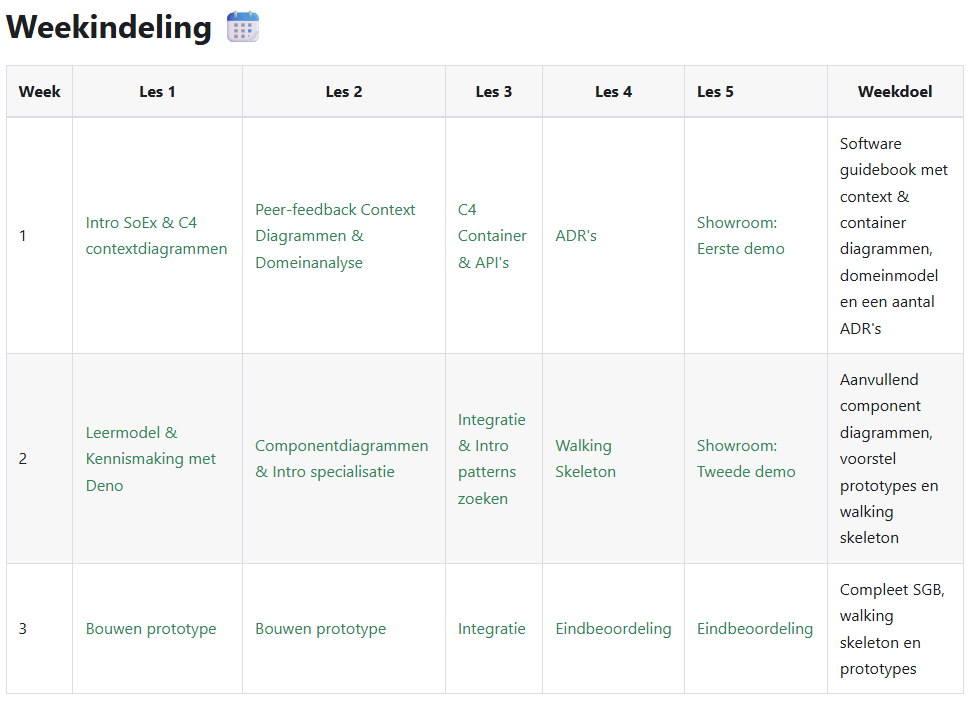 Weekindeling
Week Les 1 Les 2 Les 3 Les 4 Les 5 Weekdoel
1
Intro SoEx & C4
contextdiagrammen
Peer-feedback Context
Diagrammen &
Domeinanalyse
C4
Container
& API's
ADR's
Showroom:
Eerste demo
Software
guidebook met
context &
container
diagrammen,
domeinmodel
en een aantal
ADR's
2
Leermodel &
Kennismaking met
Deno
Componentdiagrammen
& Intro specialisatie
Integratie
& Intro
patterns
zoeken
Walking
Skeleton
Showroom:
Tweede demo
Aanvullend
component
diagrammen,
voorstel
prototypes en
walking
skeleton
3
Bouwen prototype
Bouwen prototype
Integratie
Eindbeoordeling
Eindbeoordeling
Compleet SGB,
walking
skeleton en
prototypes